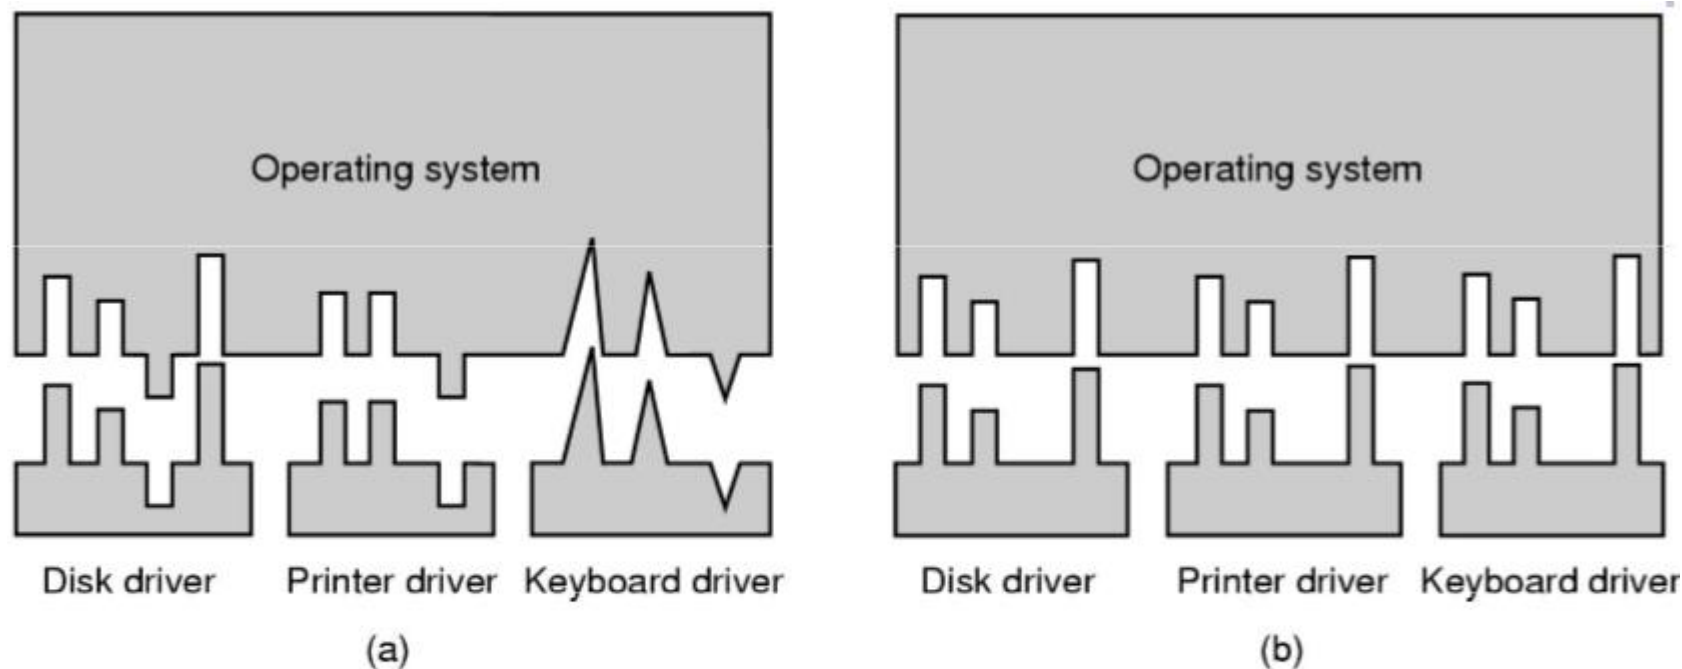 Operating system
Operating system
Disk driver
Printer driver
Keyboard driver
Disk driver
Printer driver
Keyboard driver
(a)
(b)